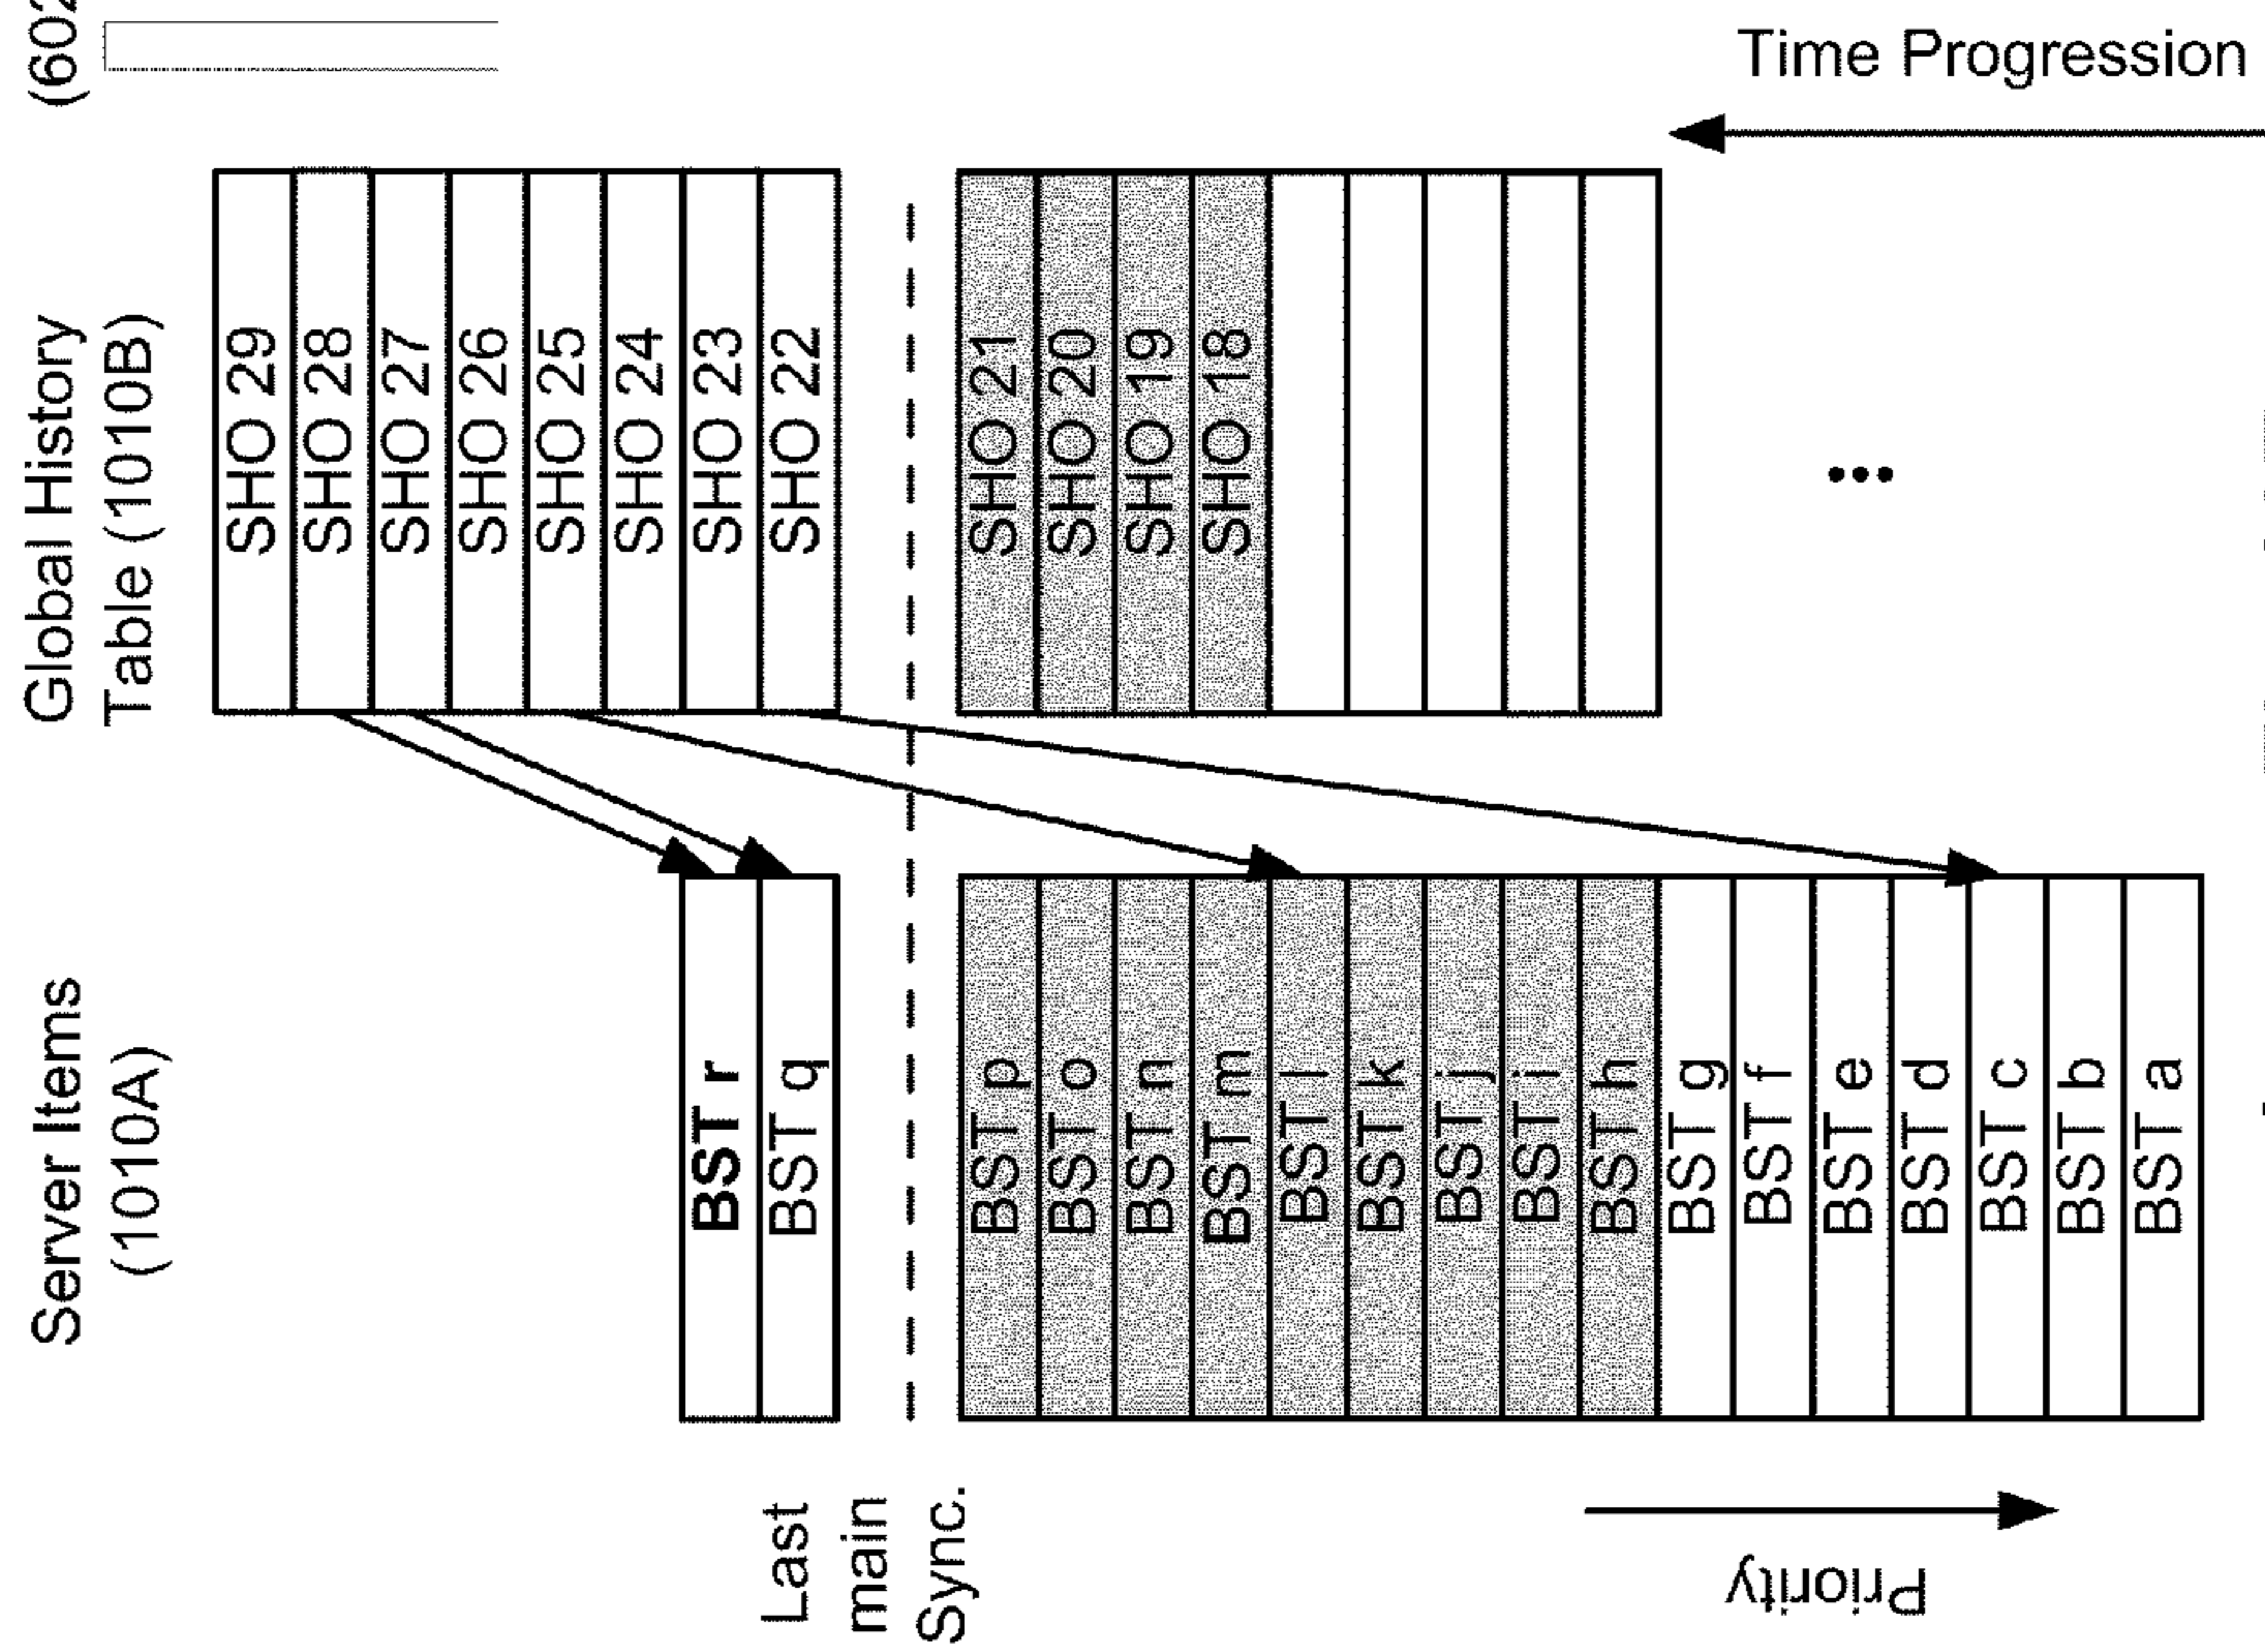 Server Items
(1010A)
Global History
Table (1010B)
BST r
BST q
BST p
BST o
BST n
BST m
BST l
BST k
BST j
BST i
BST h
BST g
BST f
BST e
BST d
BST c
BST b
BST a
SHO 29
SHO 28
SHO 27
SHO 26
SHO 25
SHO 24
SHO 23
SHO 22
SHO 21
SHO 20
SHO 19
SHO 18
Last
main
Sync.
Priority
Time Progression
(602